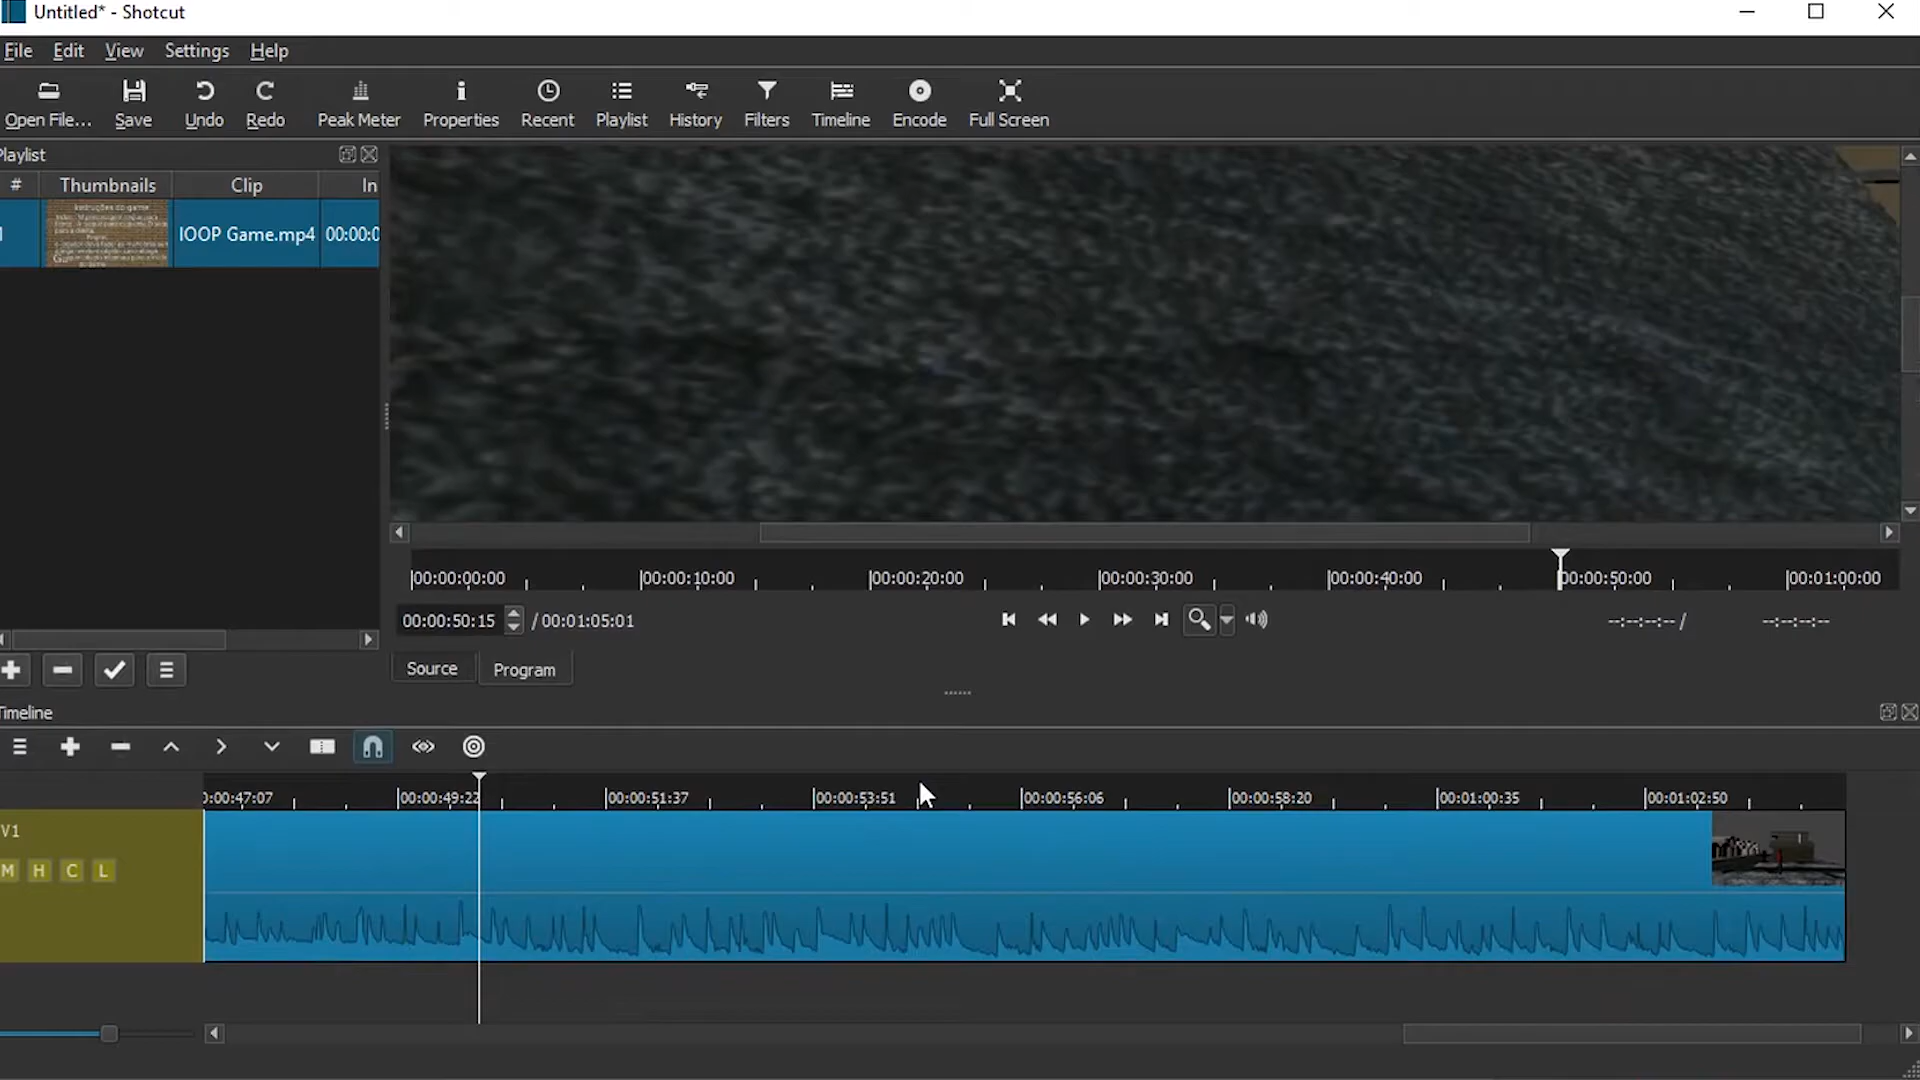 Untitled* - Shotcut
File Edit View Settings Help
Open File... Save Undo Redo Peak Meter Properties Recent Playlist History Filters Timeline Encode Full Screen
Playlist
# Thumbnails Clip In
Instruções do game
IOOP Game.mp4 00:00:0
00:00:00:00 00:00:10:00 00:00:20:00 00:00:30:00 00:00:40:00 00:00:50:00 00:01:00:00
00:00:50:15 / 00:01:05:01 --:--:--:-- / --:--:--:--
Source Program
Timeline
0:00:47:07 00:00:49:22 00:00:51:37 00:00:53:51 00:00:56:06 00:00:58:20 00:01:00:35 00:01:02:50
V1
M H C L